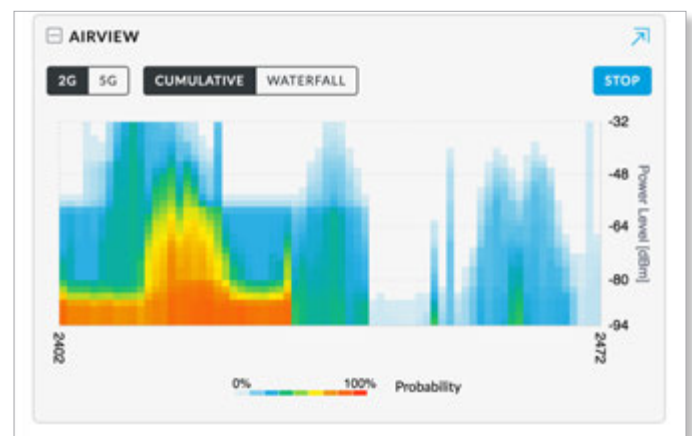 AIRVIEW
2G 5G CUMULATIVE WATERFALL STOP
-32
-48
-64
-80
-94
Power Level [dBm]
2402 2472
0% 100% Probability